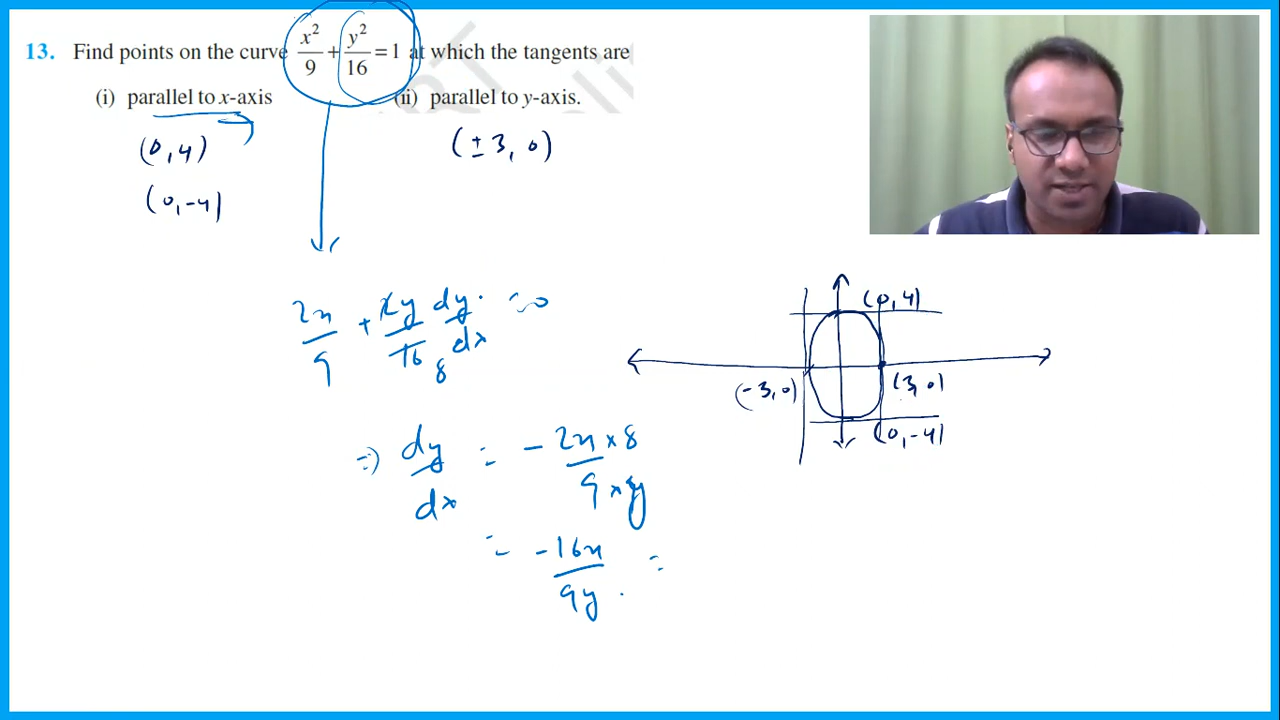 13. Find points on the curve x²/9 + y²/16 = 1 at which the tangents are
(i) parallel to x-axis (ii) parallel to y-axis.
(0,4) (±3, 0)
(0,-4)
2x/9 + 2y/16 8 dy/dx = 0
⇒ dy/dx = - 2x × 8 / 9 × y
= -16x/9y =
(0,4)
(-3,0) (3,0)
(0,-4)